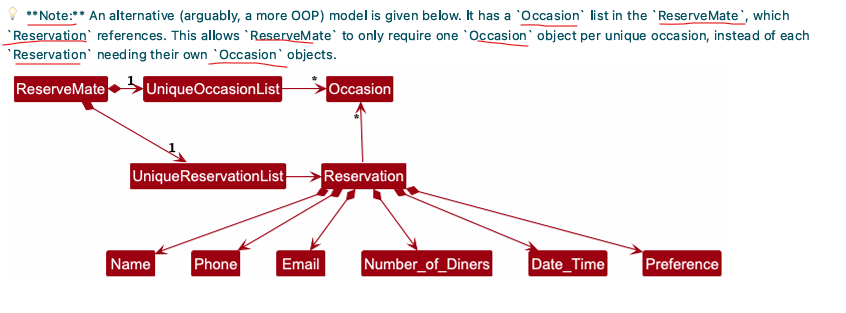 **Note:** An alternative (arguably, a more OOP) model is given below. It has a `Occasion` list in the `ReserveMate`, which
`Reservation` references. This allows `ReserveMate` to only require one `Occasion` object per unique occasion, instead of each
`Reservation` needing their own `Occasion` objects.
ReserveMate 1 UniqueOccasionList * Occasion
*
1
UniqueReservationList Reservation
Name Phone Email Number_of_Diners Date_Time Preference